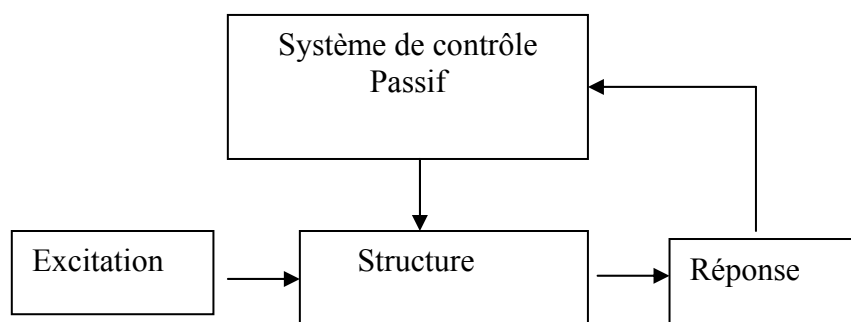 Système de contrôle
Passif
Excitation
Structure
Réponse